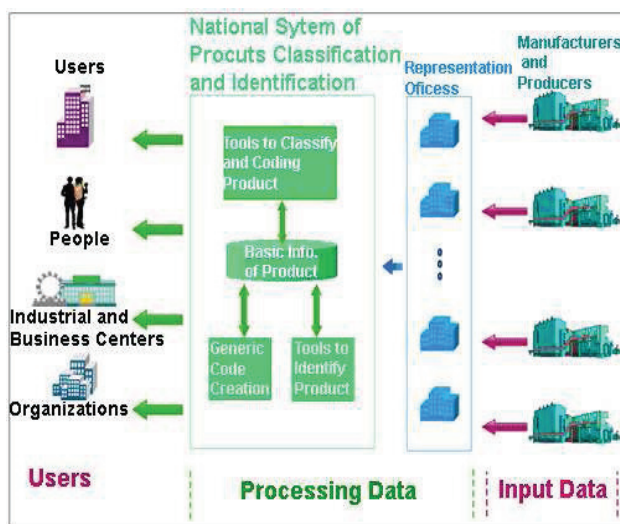 National Sytem of
Procuts Classification
and Identification
Users
Representation
Oficess
Manufacturers
and
Producers
Tools to Classify
and Coding
Product
People
Basic Info.
of Product
Industrial and
Business Centers
Generic
Code
Creation
Tools to
Identify
Product
Organizations
Users
Processing Data
Input Data